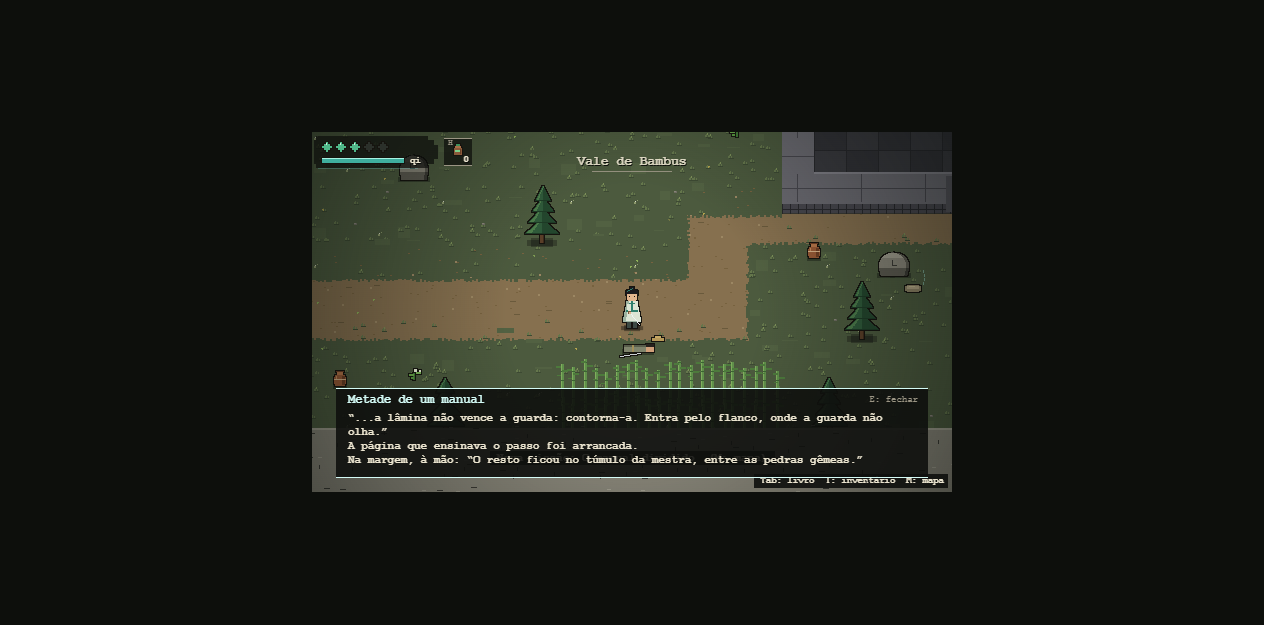 qi
H
0
Vale de Bambus
Metade de um manual
E: fechar
“...a lâmina não vence a guarda: contorna-a. Entra pelo flanco, onde a guarda não
olha.”
A página que ensinava o passo foi arrancada.
Na margem, à mão: “O resto ficou no túmulo da mestra, entre as pedras gêmeas.”
Tab: livro I: inventário M: mapa